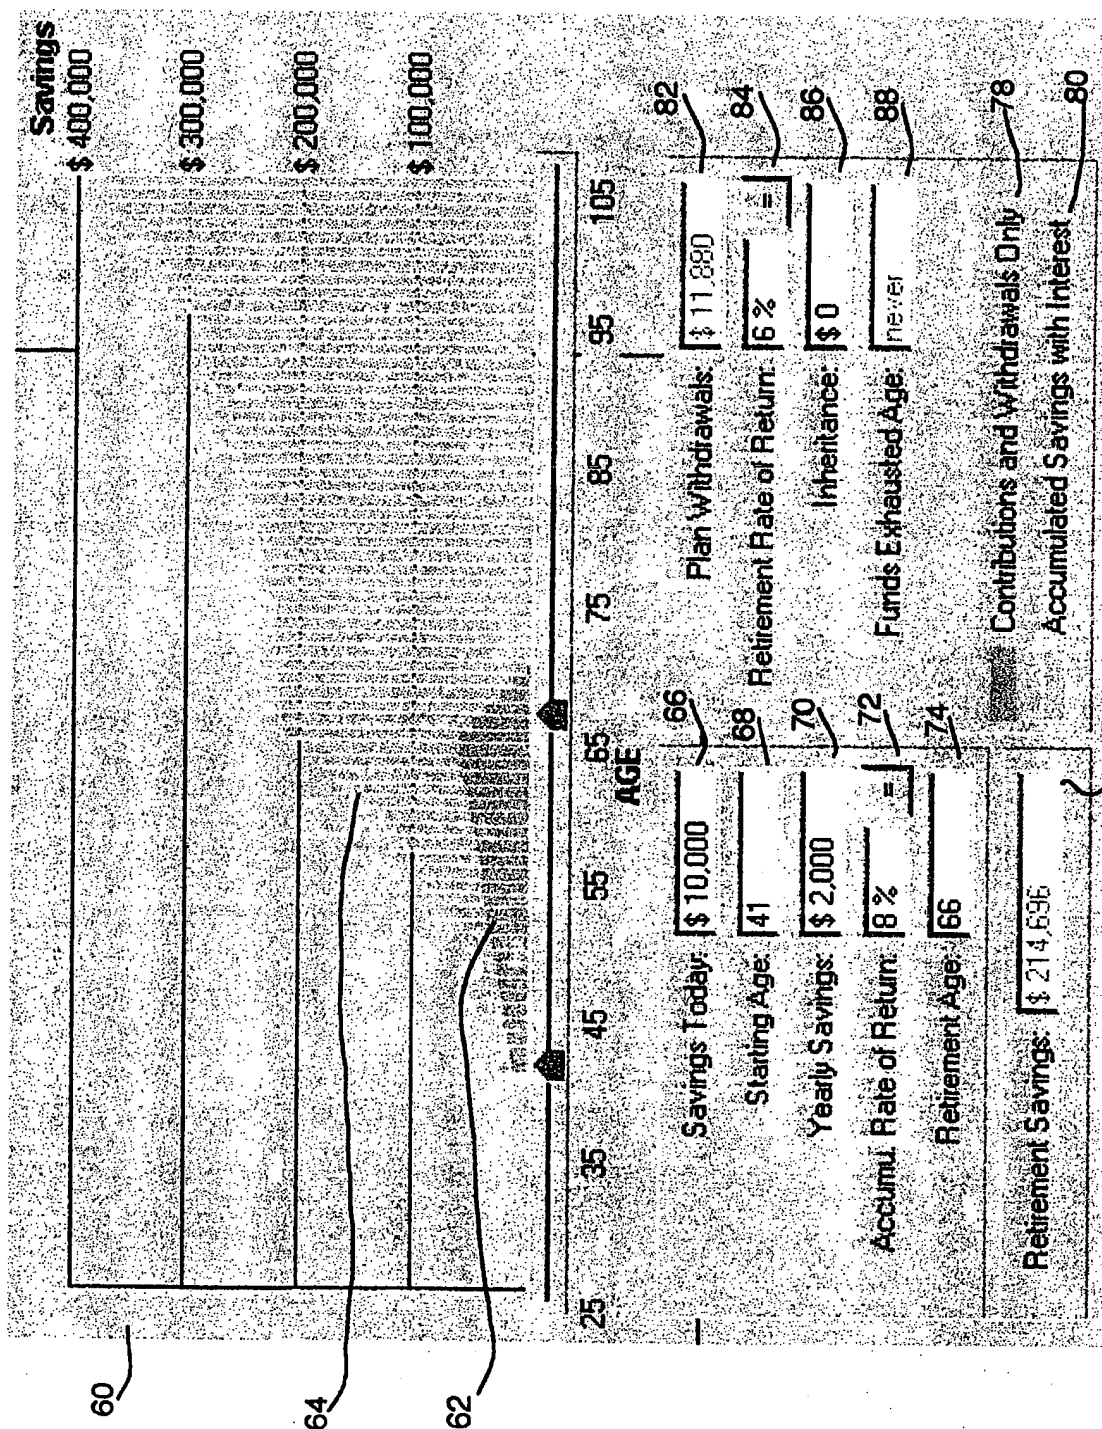 Savings
$ 400,000
$ 300,000
$ 200,000
$ 100,000
60
64
62
25 35 45 55 65 75 85 95 105
AGE
Savings Today: $ 10,000 66
Starting Age: 41 68
Yearly Savings: $ 2,000 70
Accumu. Rate of Return: 8 % = 72
Retirement Age: 66 74
Retirement Savings: $ 214,696
Plan Withdrawals: $ 11,880 82
Retirement Rate of Return: 6 % = 84
Inheritance: $ 0 86
Funds Exhausted Age: never 88
Contributions and Withdrawals Only 78
Accumulated Savings with Interest 80